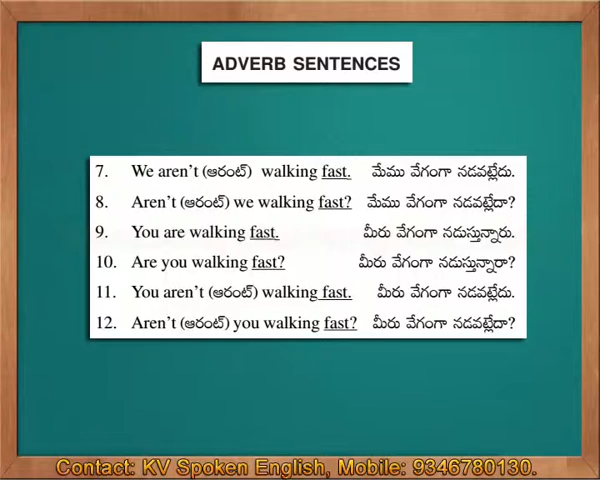 ADVERB SENTENCES
7. We aren't (ఆరంట్) walking fast. మేము వేగంగా నడవట్లేదు.
8. Aren't (ఆరంట్) we walking fast? మేము వేగంగా నడవట్లేదా?
9. You are walking fast. మీరు వేగంగా నడుస్తున్నారు.
10. Are you walking fast? మీరు వేగంగా నడుస్తున్నారా?
11. You aren't (ఆరంట్) walking fast. మీరు వేగంగా నడవట్లేదు.
12. Aren't (ఆరంట్) you walking fast? మీరు వేగంగా నడవట్లేదా?
Contact: KV Spoken English, Mobile: 9346780130.